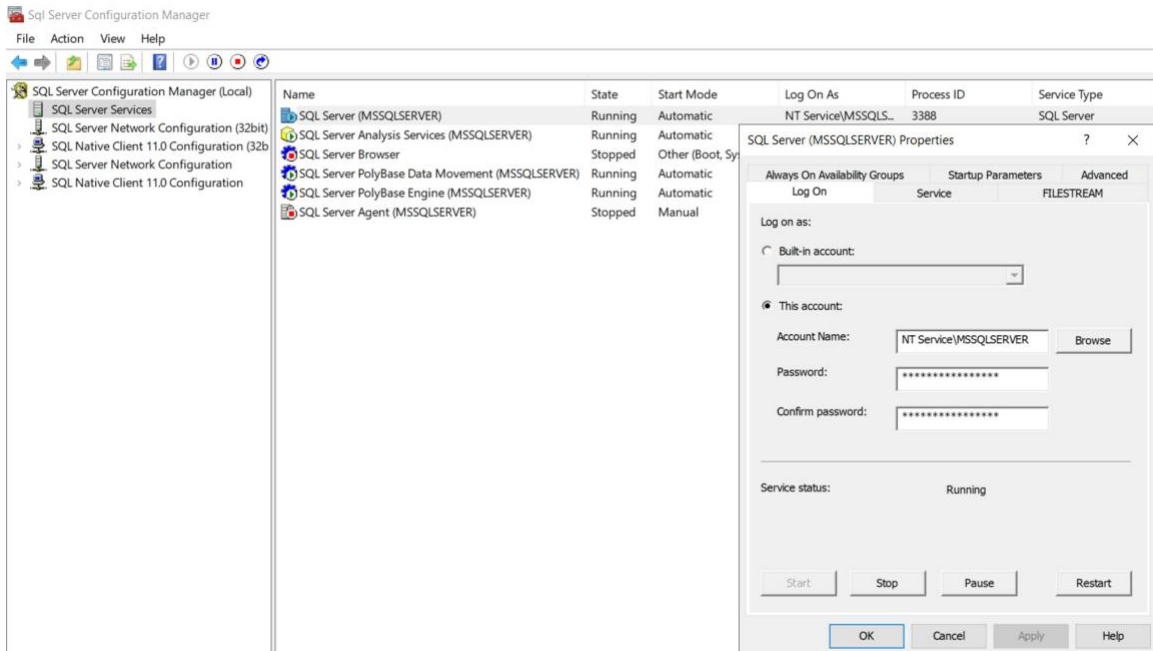 Sql Server Configuration Manager
File Action View Help
SQL Server Configuration Manager (Local)
SQL Server Services
SQL Server Network Configuration (32bit)
SQL Native Client 11.0 Configuration (32b
SQL Server Network Configuration
SQL Native Client 11.0 Configuration
Name State Start Mode Log On As Process ID Service Type
SQL Server (MSSQLSERVER) Running Automatic NT Service\MSSQLS... 3388 SQL Server
SQL Server Analysis Services (MSSQLSERVER) Running Automatic
SQL Server Browser Stopped Other (Boot, Sy
SQL Server PolyBase Data Movement (MSSQLSERVER) Running Automatic
SQL Server PolyBase Engine (MSSQLSERVER) Running Automatic
SQL Server Agent (MSSQLSERVER) Stopped Manual
SQL Server (MSSQLSERVER) Properties ?
Always On Availability Groups Startup Parameters Advanced
Log On Service FILESTREAM
Log on as:
Built-in account:
This account:
Account Name: NT Service\MSSQLSERVER Browse
Password: ****************
Confirm password: ****************
Service status: Running
Start Stop Pause Restart
OK Cancel Apply Help